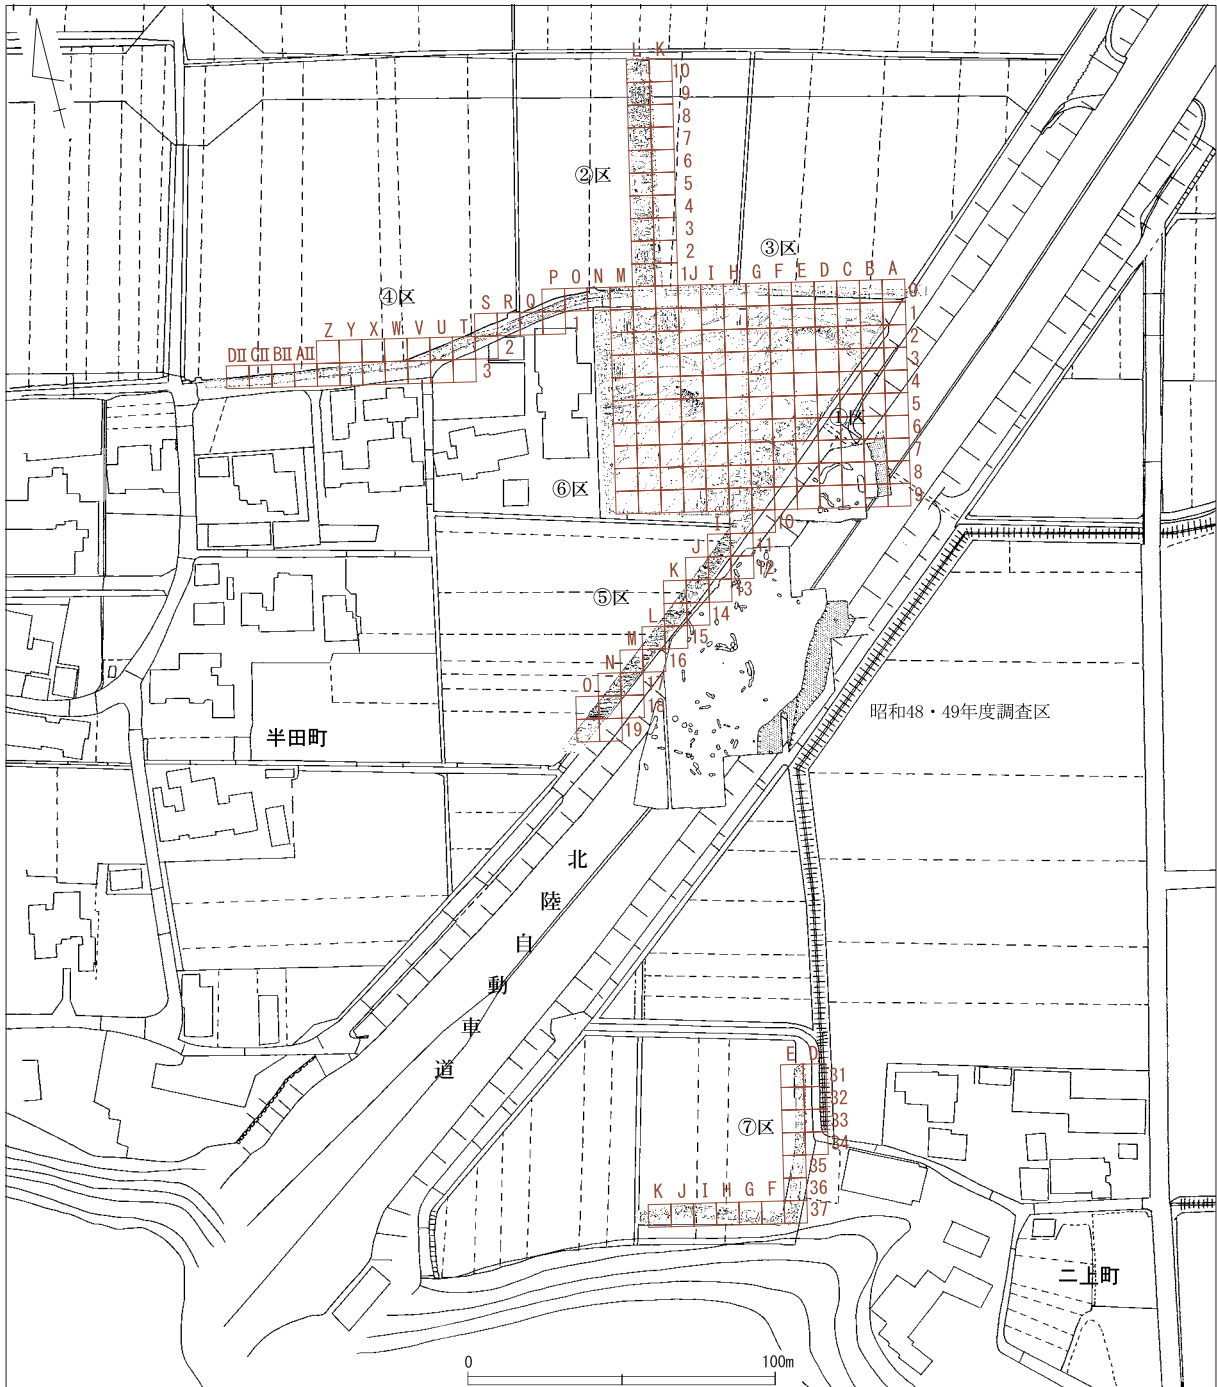 L K
10
9
8
7
6
5
4
3
2
1
②区
③区
P O N M J I H G F E D C B A
0
1
2
3
4
5
6
7
8
9
④区
S R Q
1
Z Y X W V U T
2
DⅡ CⅡ BⅡ AⅡ
3
①区
⑥区
I
10
J
11
K
12
13
⑤区
L
14
M
15
N
16
O
17
18
19
昭和48・49年度調査区
半田町
北陸自動車道
E D
31
32
33
34
35
36
37
⑦区
K J I H G F
二上町
0 100m